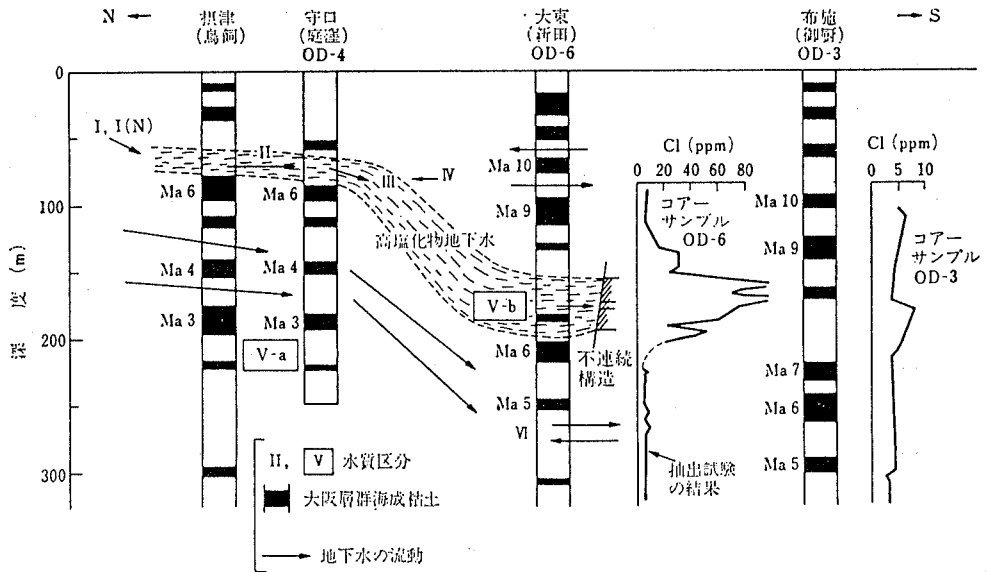 N
摂津
(鳥飼)
守口
(庭窪)
OD-4
大東
(新田)
OD-6
布施
(御厨)
OD-3
S
0
100
200
300
深 度 (m)
I, I(N)
II
III
IV
Ma 6
Ma 4
Ma 3
Ma 6
Ma 4
Ma 3
V-a
高塩化物地下水
V-b
Ma 10
Ma 9
Ma 6
Ma 5
VI
不連続
構造
Cl (ppm)
0 20 40 60 80
コアー
サンプル
OD-6
抽出試験
の結果
Ma 10
Ma 9
Ma 7
Ma 6
Ma 5
Cl (ppm)
0 5 10
コアー
サンプル
OD-3
II, V 水質区分
大阪層群海成粘土
地下水の流動